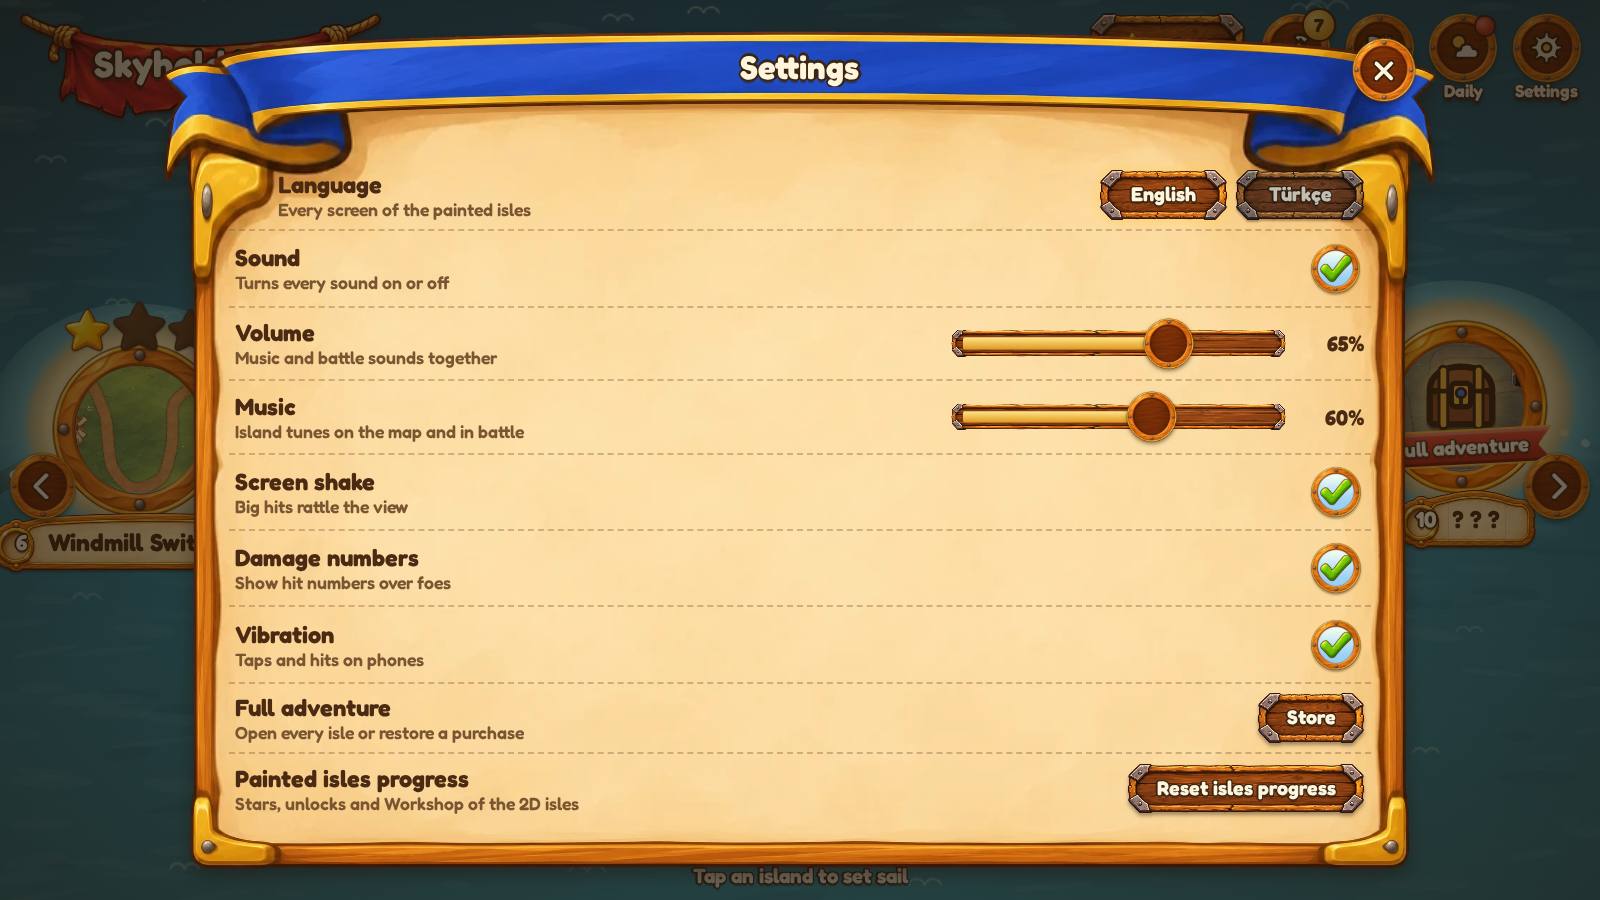 7
Settings
Daily
Settings
Language
Every screen of the painted isles
English
Türkçe
Sound
Turns every sound on or off
Volume
Music and battle sounds together
65%
Music
Island tunes on the map and in battle
60%
Screen shake
Big hits rattle the view
Damage numbers
Show hit numbers over foes
Vibration
Taps and hits on phones
Full adventure
Open every isle or restore a purchase
Store
Painted isles progress
Stars, unlocks and Workshop of the 2D isles
Reset isles progress
6 Windmill Swit
ull adventure
10 ? ? ?
Tap an island to set sail